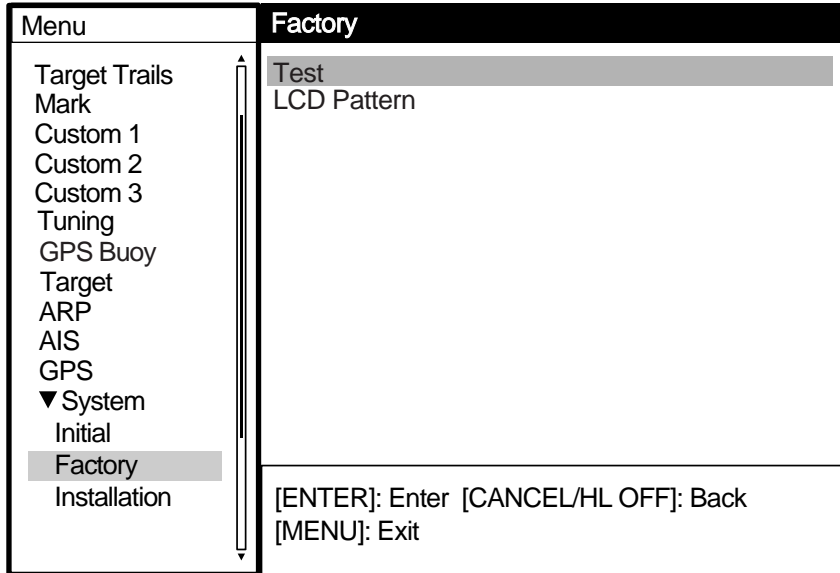 Menu
Target Trails
Mark
Custom 1
Custom 2
Custom 3
Tuning
GPS Buoy
Target
ARP
AIS
GPS
▼System
Initial
Factory
Installation
Factory
Test
LCD Pattern
[ENTER]: Enter [CANCEL/HL OFF]: Back
[MENU]: Exit